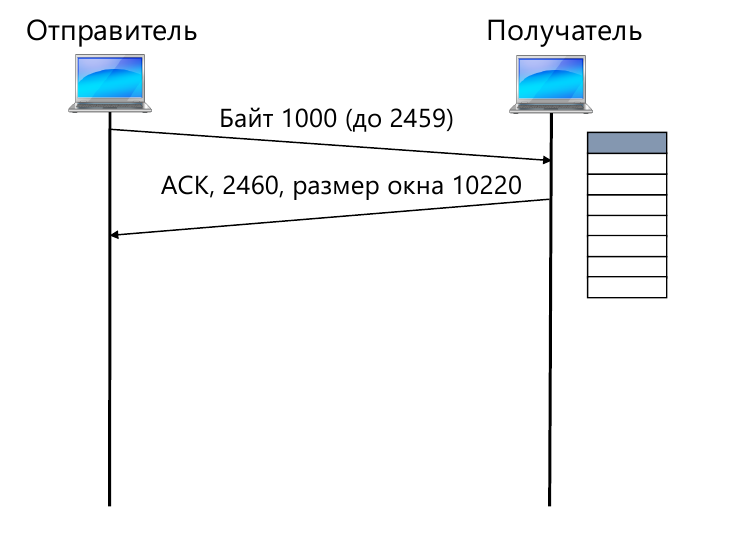 Отправитель
Получатель
Байт 1000 (до 2459)
ACK, 2460, размер окна 10220